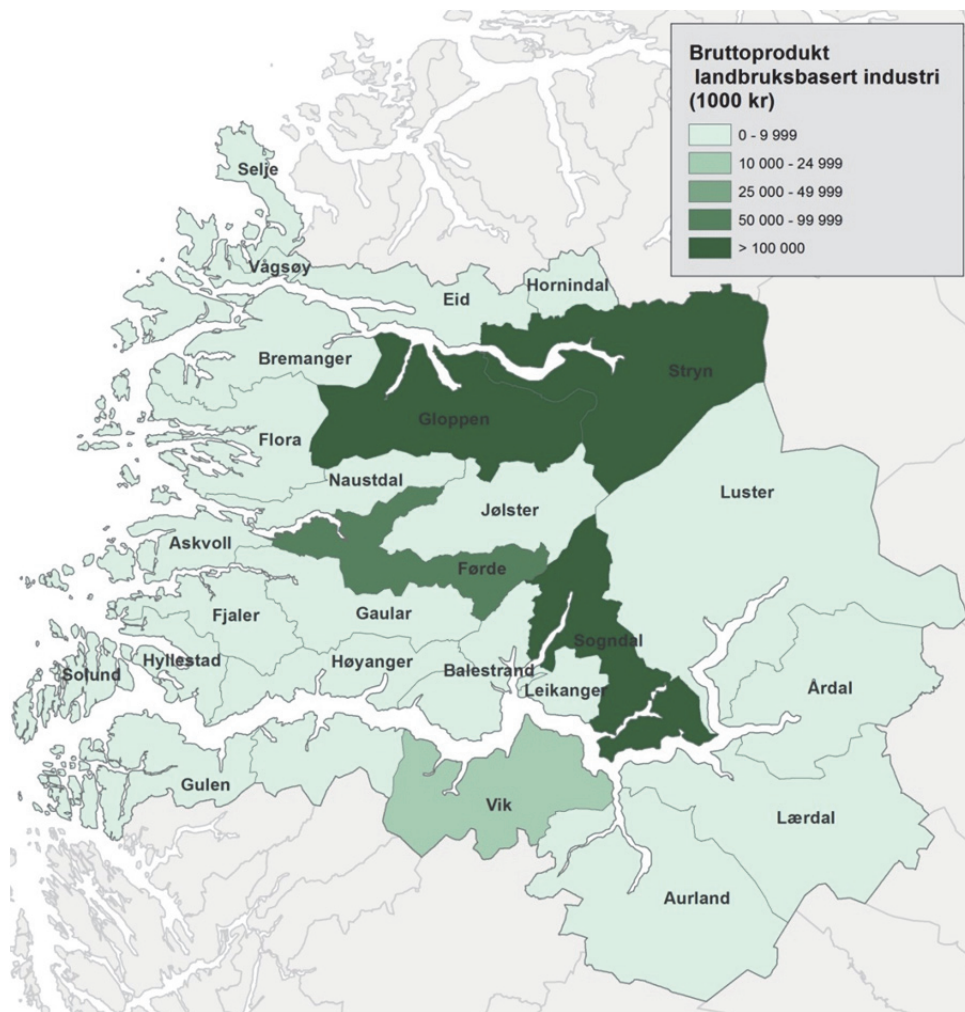 Bruttoprodukt
landbruksbasert industri
(1000 kr)
0 - 9 999
10 000 - 24 999
25 000 - 49 999
50 000 - 99 999
> 100 000
Selje
Vågsøy
Eid
Hornindal
Bremanger
Stryn
Gloppen
Flora
Naustdal
Luster
Jølster
Askvoll
Førde
Fjaler
Gaular
Sogndal
Hyllestad
Høyanger
Balestrand
Solund
Leikanger
Årdal
Gulen
Vik
Lærdal
Aurland